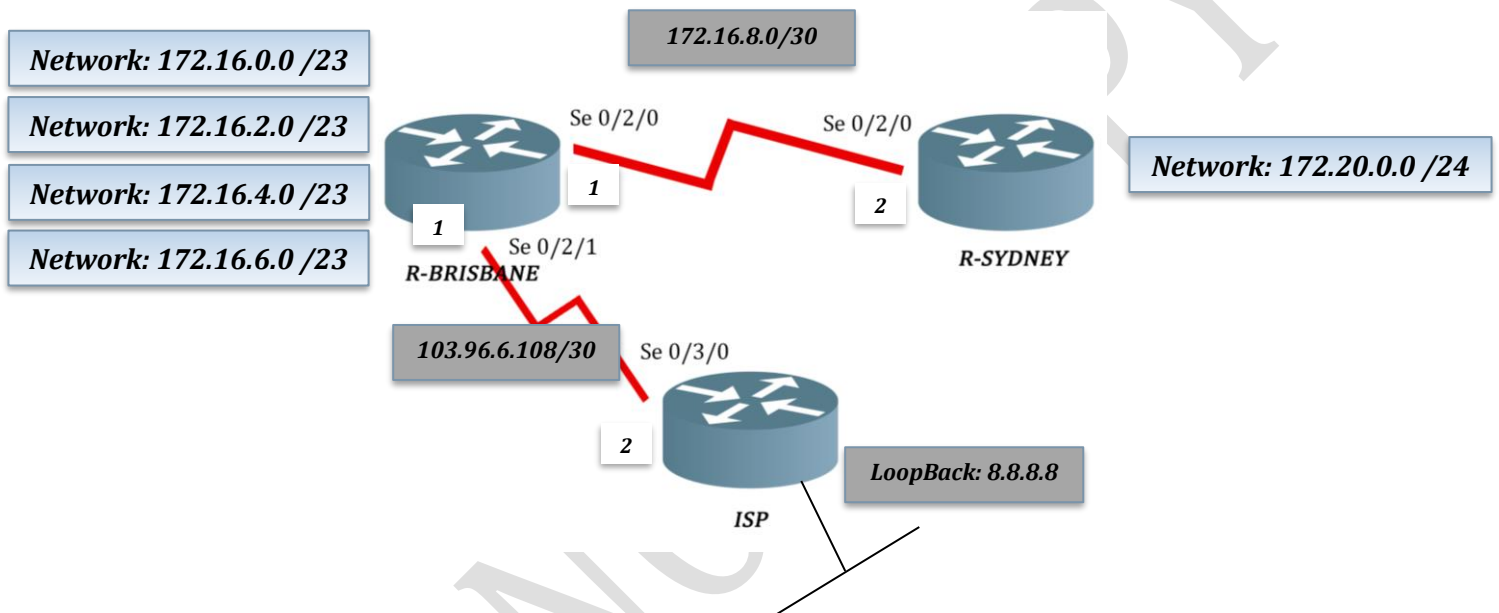 172.16.8.0/30
Network: 172.16.0.0 /23
Network: 172.16.2.0 /23
Network: 172.16.4.0 /23
Network: 172.16.6.0 /23
Se 0/2/0
Se 0/2/0
1
2
Network: 172.20.0.0 /24
1
Se 0/2/1
R-BRISBANE
R-SYDNEY
103.96.6.108/30
Se 0/3/0
2
LoopBack: 8.8.8.8
ISP